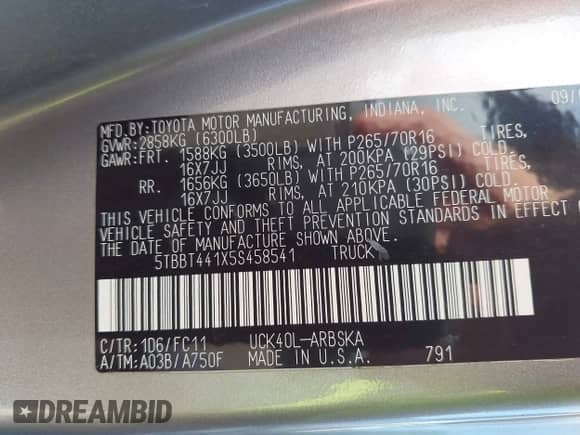 MFD.BY:TOYOTA MOTOR MANUFACTURING, INDIANA, INC. 09/
GVWR: 2858KG (6300LB)
GAWR:FRT. 1588KG (3500LB) WITH P265/70R16 TIRES,
16X7JJ RIMS, AT 200KPA (29PSI) COLD.
RR. 1656KG (3650LB) WITH P265/70R16 TIRES,
16X7JJ RIMS, AT 210KPA (30PSI) COLD.
THIS VEHICLE CONFORMS TO ALL APPLICABLE FEDERAL MOTOR
VEHICLE SAFETY AND THEFT PREVENTION STANDARDS IN EFFECT
THE DATE OF MANUFACTURE SHOWN ABOVE.
5TBBT441X5S458541 TRUCK
C/TR: 1D6/FC11 UCK40L-ARBSKA
A/TM: A03B/A750F MADE IN U.S.A. 791
DREAMBID